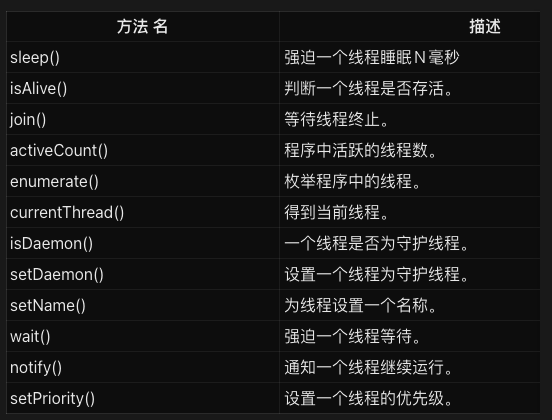 方法 名 描述
sleep() 强迫一个线程睡眠N毫秒
isAlive() 判断一个线程是否存活。
join() 等待线程终止。
activeCount() 程序中活跃的线程数。
enumerate() 枚举程序中的线程。
currentThread() 得到当前线程。
isDaemon() 一个线程是否为守护线程。
setDaemon() 设置一个线程为守护线程。
setName() 为线程设置一个名称。
wait() 强迫一个线程等待。
notify() 通知一个线程继续运行。
setPriority() 设置一个线程的优先级。